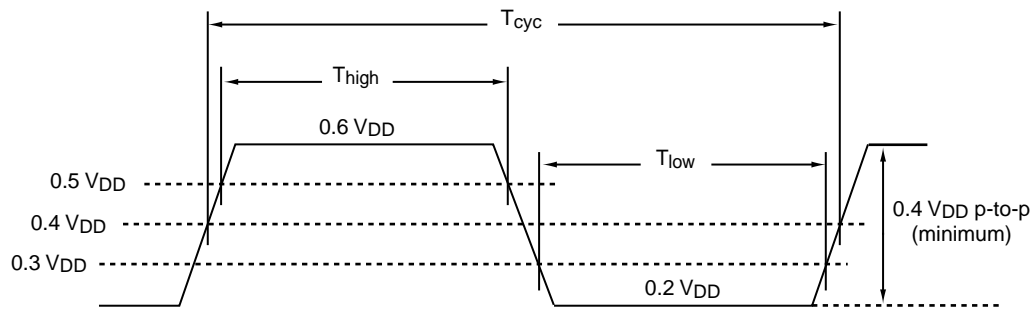 Tcyc
Thigh
0.6 VDD
Tlow
0.5 VDD
0.4 VDD
0.4 VDD p-to-p
(minimum)
0.3 VDD
0.2 VDD